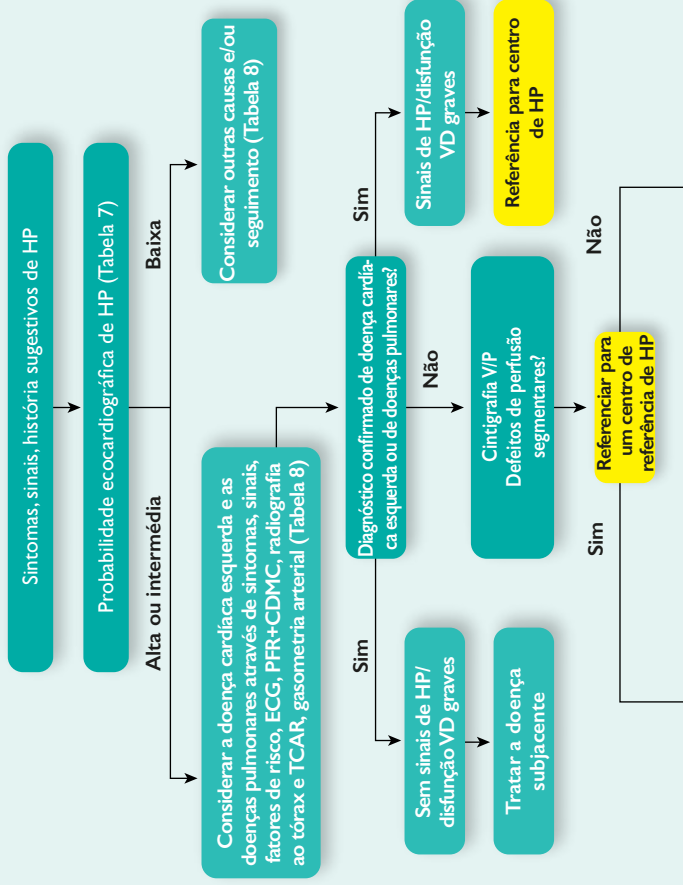 Sintomas, sinais, história sugestivos de HP
Probabilidade ecocardiográfica de HP (Tabela 7)
Alta ou intermédia
Baixa
Considerar a doença cardíaca esquerda e as
doenças pulmonares através de sintomas, sinais,
fatores de risco, ECG, PFR+CDMC, radiografia
ao tórax e TCAR, gasometria arterial (Tabela 8)
Considerar outras causas e/ou
seguimento (Tabela 8)
Diagnóstico confirmado de doença cardía-
ca esquerda ou de doenças pulmonares?
Sim
Sim
Não
Sem sinais de HP/
disfunção VD graves
Tratar a doença
subjacente
Sinais de HP/disfunção
VD graves
Referência para centro
de HP
Cintigrafia V/P
Defeitos de perfusão
segmentares?
Referenciar para
um centro de
referência de HP
Sim
Não